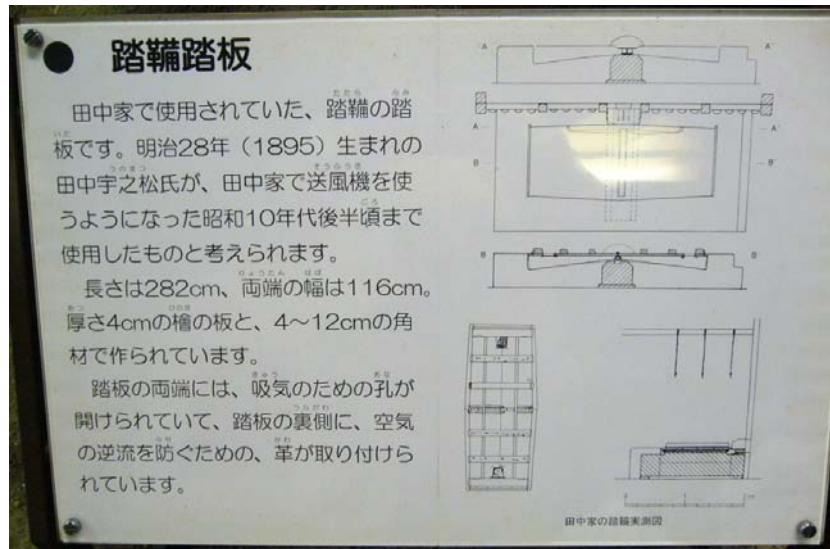 踏鞴踏板
田中家で使用されていた、踏鞴の踏
板です。明治28年（1895）生まれの
田中宇之松氏が、田中家で送風機を使
うようになった昭和10年代後半頃まで
使用したものと考えられます。
長さは282cm、両端の幅は116cm。
厚さ4cmの檜の板と、4～12cmの角
材で作られています。
踏板の両端には、吸気のための孔が
開けられていて、踏板の裏側に、空気
の逆流を防ぐための、革が取り付けら
れています。
A
A'
A
A'
B
B'
B
B'
田中家の踏鞴実測図